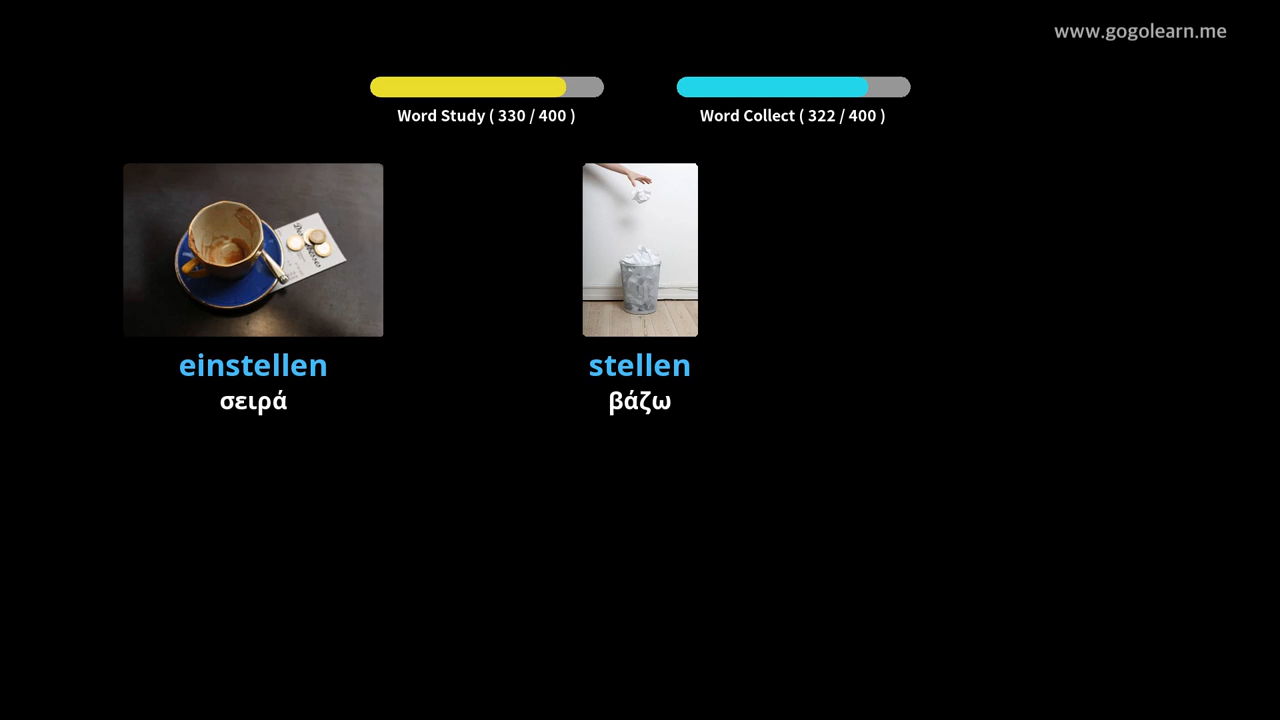 www.gogolearn.me
Word Study ( 330 / 400 )
Word Collect ( 322 / 400 )
einstellen
σειρά
stellen
βάζω